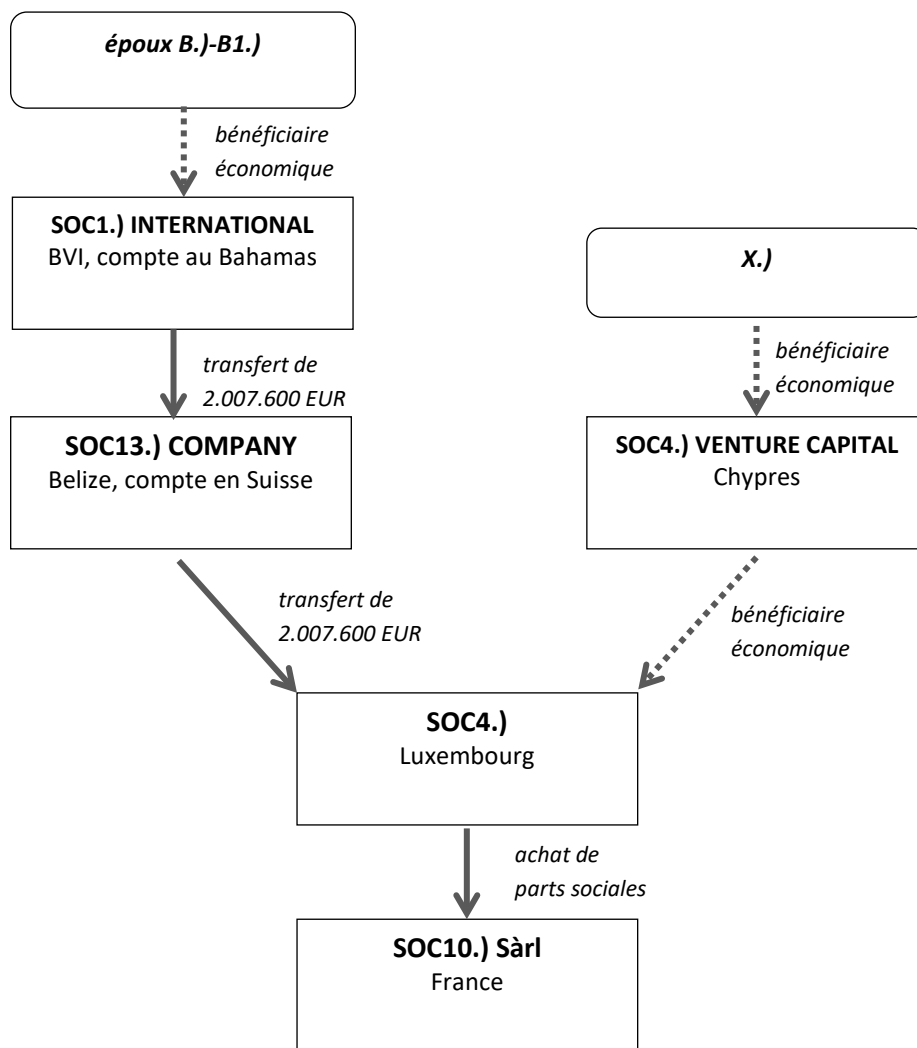 époux B.)-B1.)
bénéficiaire
économique
SOC1.) INTERNATIONAL
BVI, compte au Bahamas
X.)
transfert de
2.007.600 EUR
bénéficiaire
économique
SOC13.) COMPANY
Belize, compte en Suisse
SOC4.) VENTURE CAPITAL
Chypres
transfert de
2.007.600 EUR
bénéficiaire
économique
SOC4.)
Luxembourg
achat de
parts sociales
SOC10.) Sàrl
France